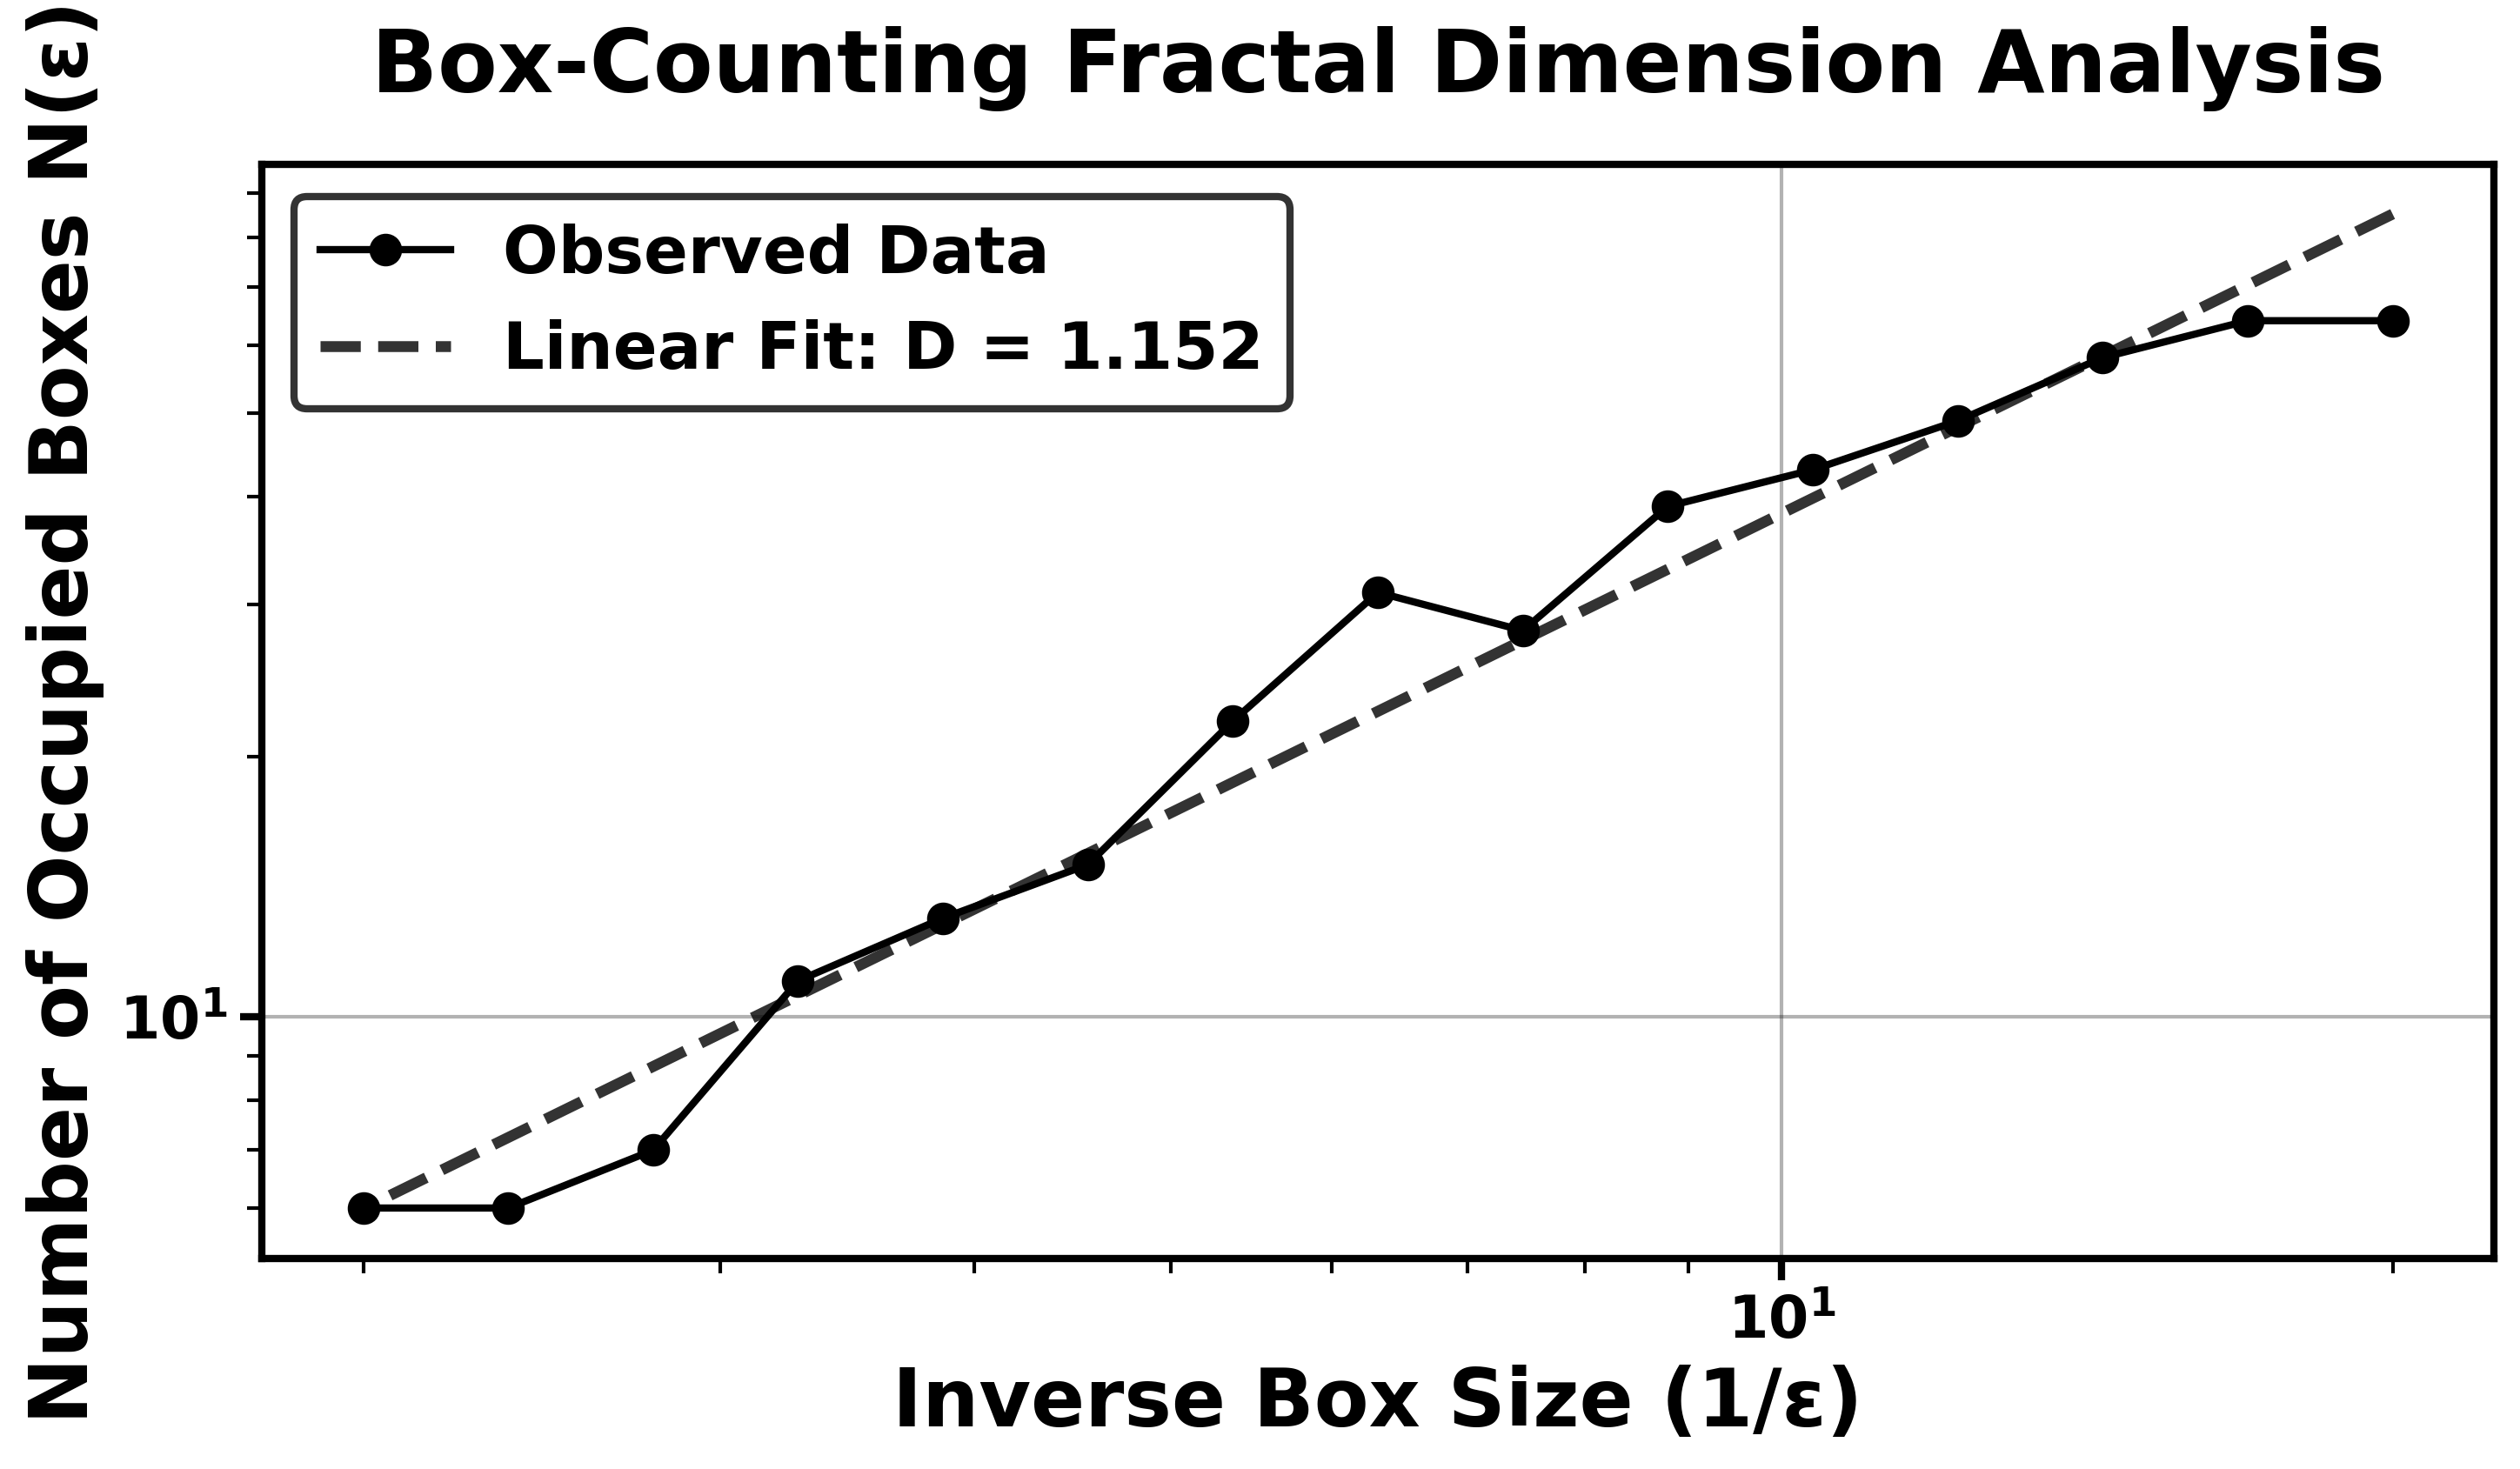 Box-Counting Fractal Dimension Analysis
Number of Occupied Boxes N(ε)
Observed Data
Linear Fit: D = 1.152
10¹
10¹
Inverse Box Size (1/ε)